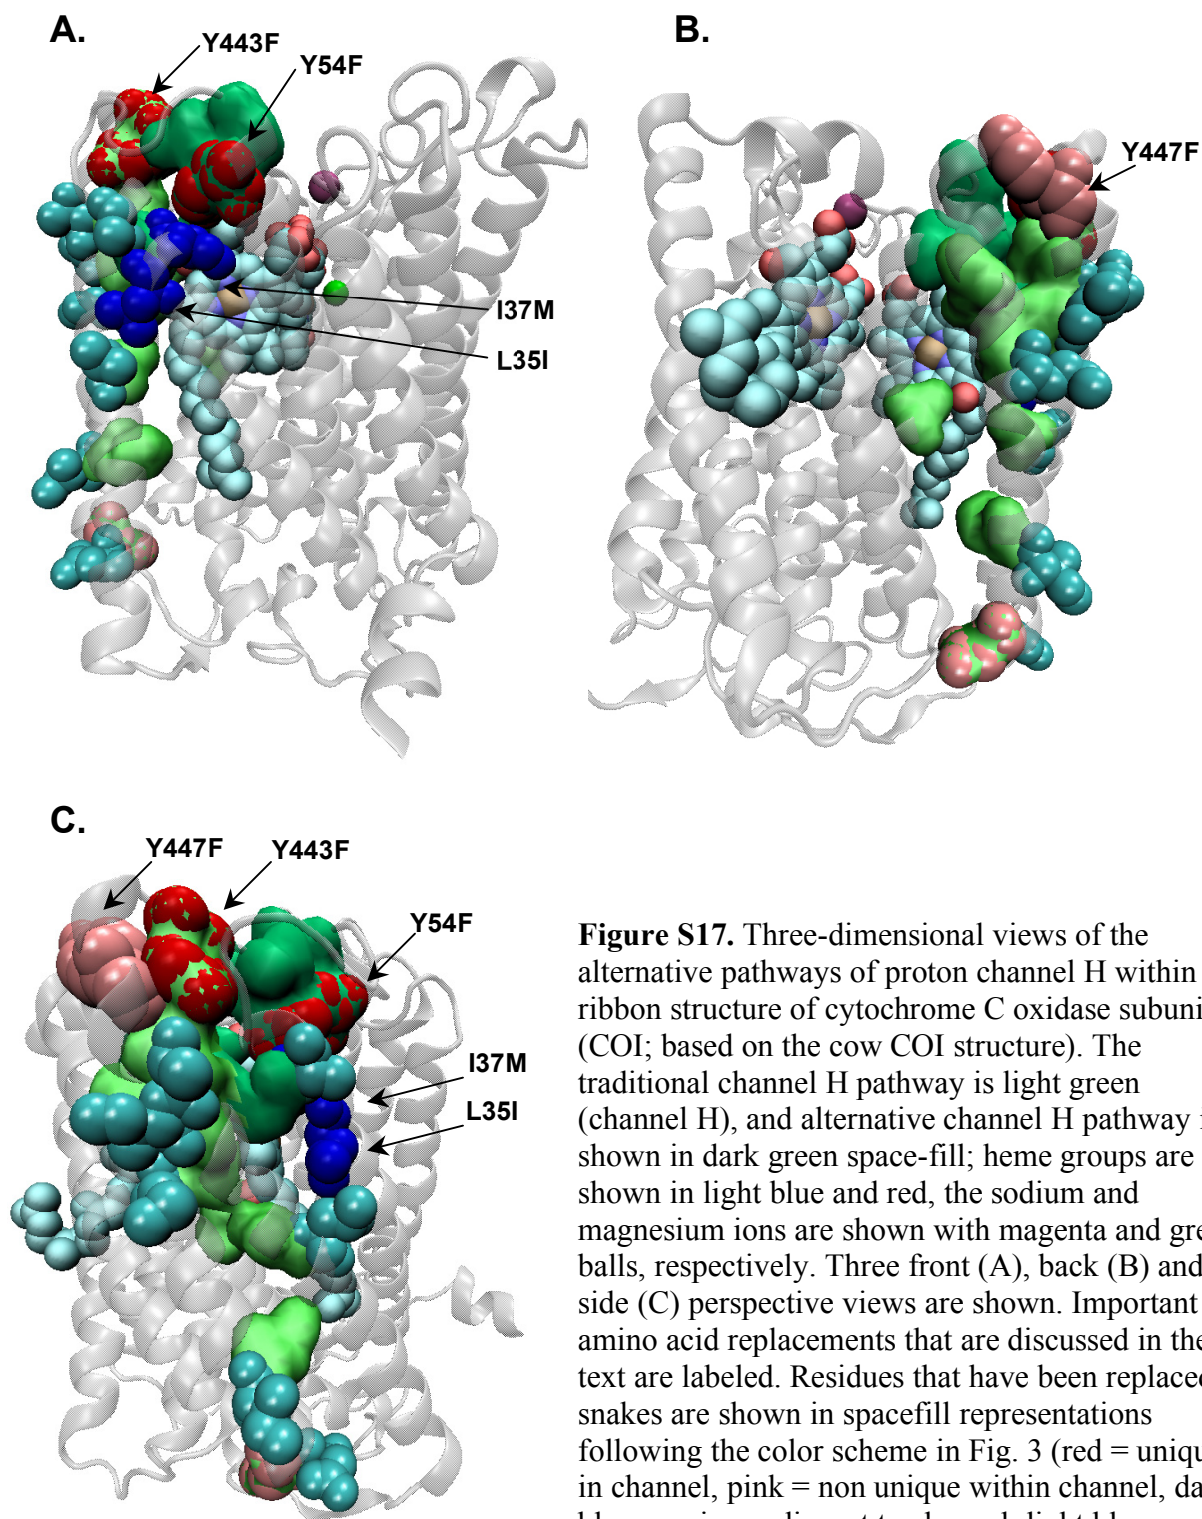 A.
Y443F
Y54F
I37M
L35I
B.
Y447F
C.
Y447F
Y443F
Y54F
I37M
L35I
Figure S17. Three-dimensional views of the
alternative pathways of proton channel H within
ribbon structure of cytochrome C oxidase subuni
(COI; based on the cow COI structure). The
traditional channel H pathway is light green
(channel H), and alternative channel H pathway
shown in dark green space-fill; heme groups are
shown in light blue and red, the sodium and
magnesium ions are shown with magenta and gre
balls, respectively. Three front (A), back (B) and
side (C) perspective views are shown. Important
amino acid replacements that are discussed in the
text are labeled. Residues that have been replaced
snakes are shown in spacefill representations
following the color scheme in Fig. 3 (red = uniqu
in channel, pink = non unique within channel, da